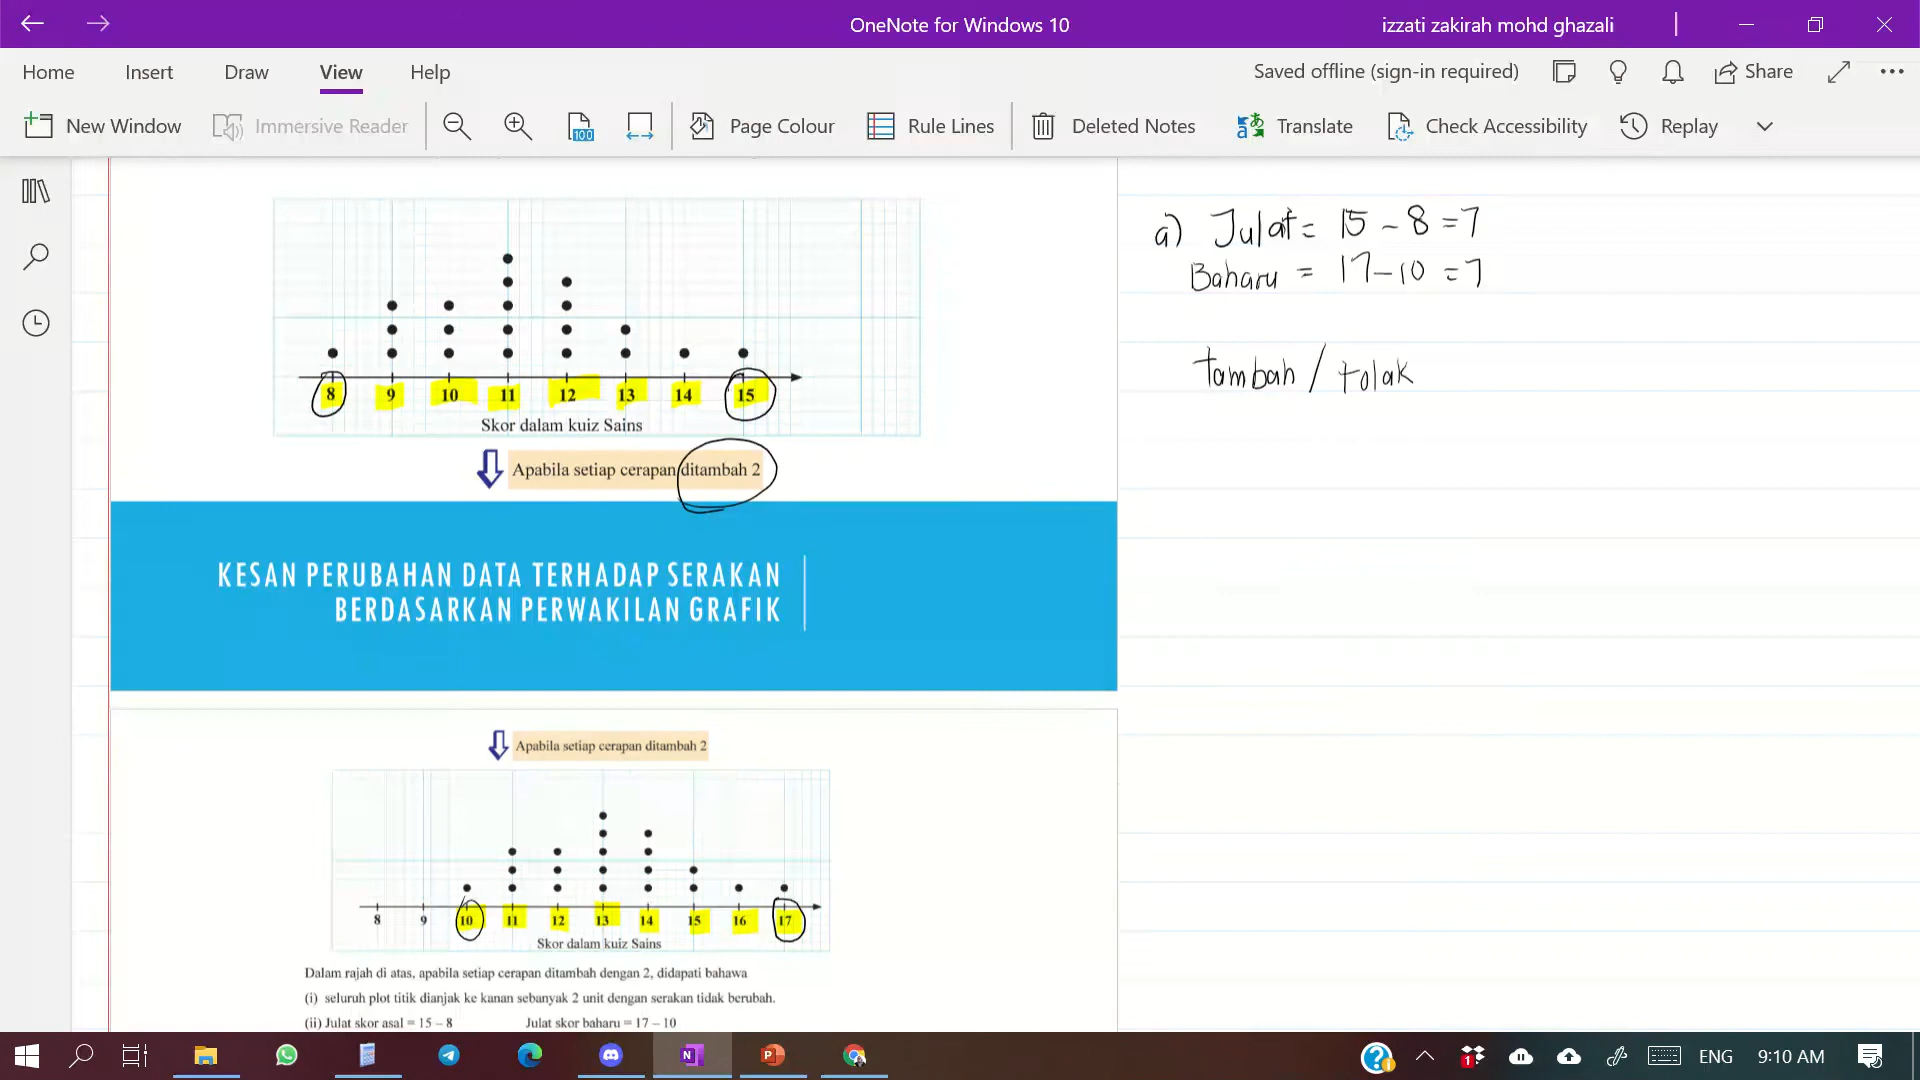 OneNote for Windows 10
izzati zakirah mohd ghazali
Home Insert Draw View Help
Saved offline (sign-in required) Share
New Window Immersive Reader 100 Page Colour Rule Lines Deleted Notes Translate Check Accessibility Replay
8 9 10 11 12 13 14 15
Skor dalam kuiz Sains
Apabila setiap cerapan ditambah 2
KESAN PERUBAHAN DATA TERHADAP SERAKAN
BERDASARKAN PERWAKILAN GRAFIK
Apabila setiap cerapan ditambah 2
8 9 10 11 12 13 14 15 16 17
Skor dalam kuiz Sains
Dalam rajah di atas, apabila setiap cerapan ditambah dengan 2, didapati bahawa
(i) seluruh plot titik dianjak ke kanan sebanyak 2 unit dengan serakan tidak berubah.
(ii) Julat skor asal = 15 – 8 Julat skor baharu = 17 – 10
a) Julat = 15 - 8 = 7
Baharu = 17 - 10 = 7
tambah / tolak
ENG 9:10 AM